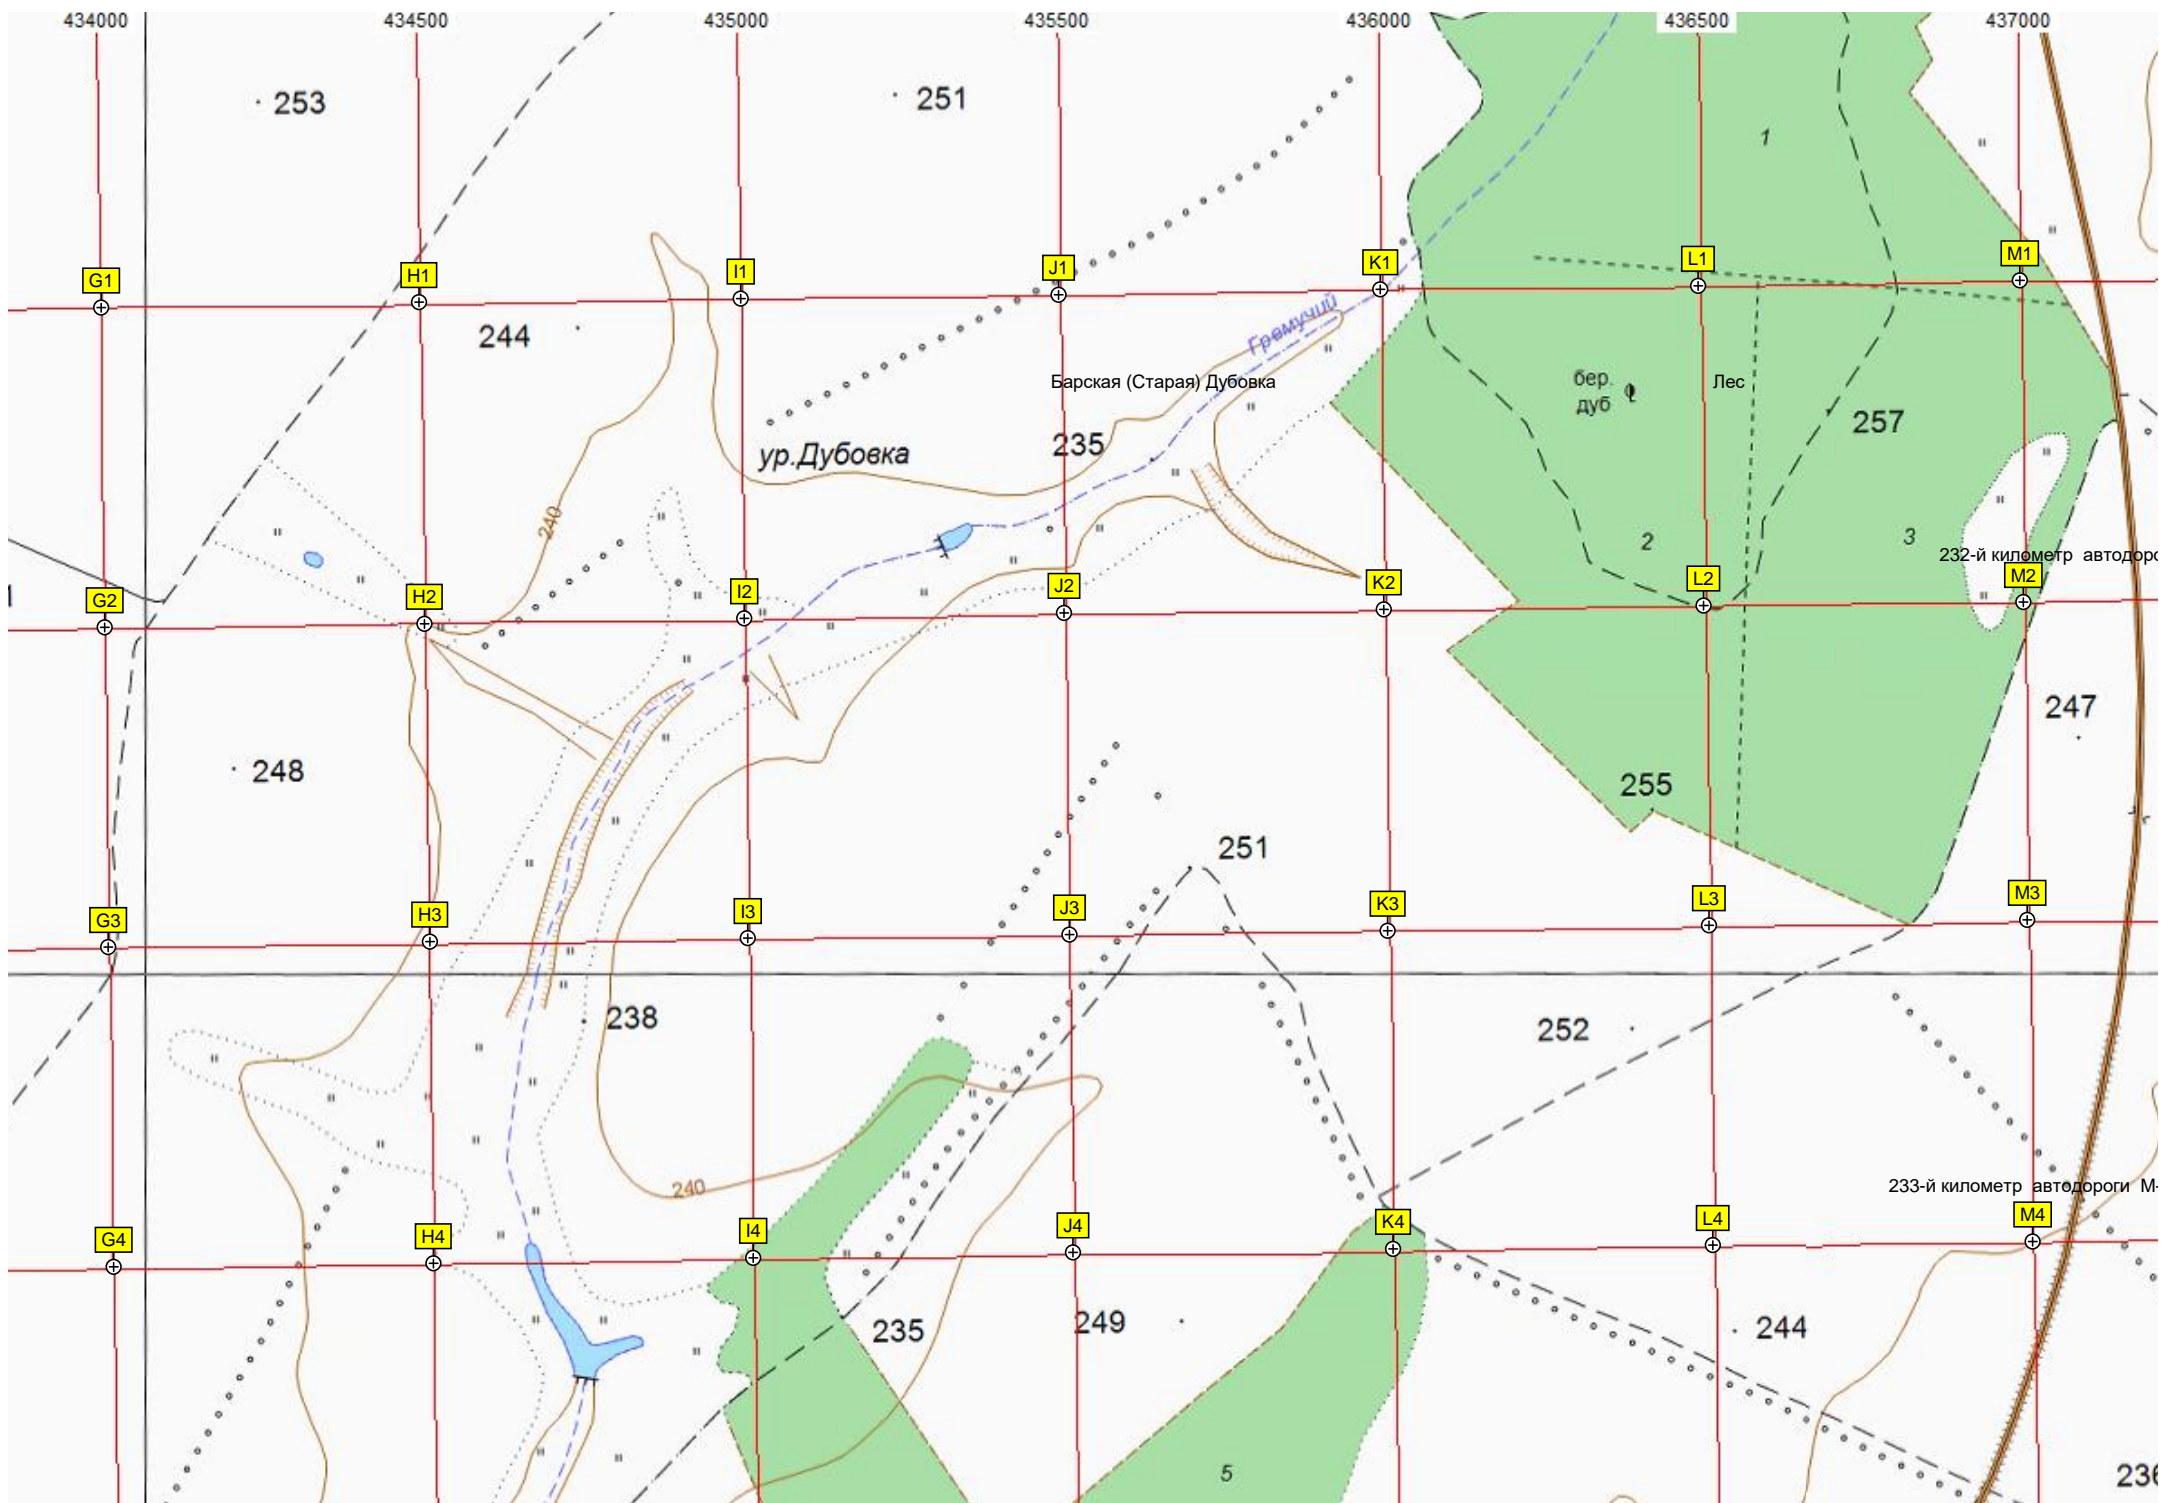 434000 434500 435000 435500 436000 436500 437000
253 251
1
G1 H1 I1 J1 K1 L1 M1
244
Гремучий
Барская (Старая) Дубовка
бер.
дуб
Лес
257
ур.Дубовка 235
240
2 3
232-й километр автодоро
G2 H2 I2 J2 K2 L2 M2
247
248
255
251
G3 H3 I3 J3 K3 L3 M3
238
252
240
233-й километр автодороги М-
G4 H4 I4 J4 K4 L4 M4
235 249 244
5
236